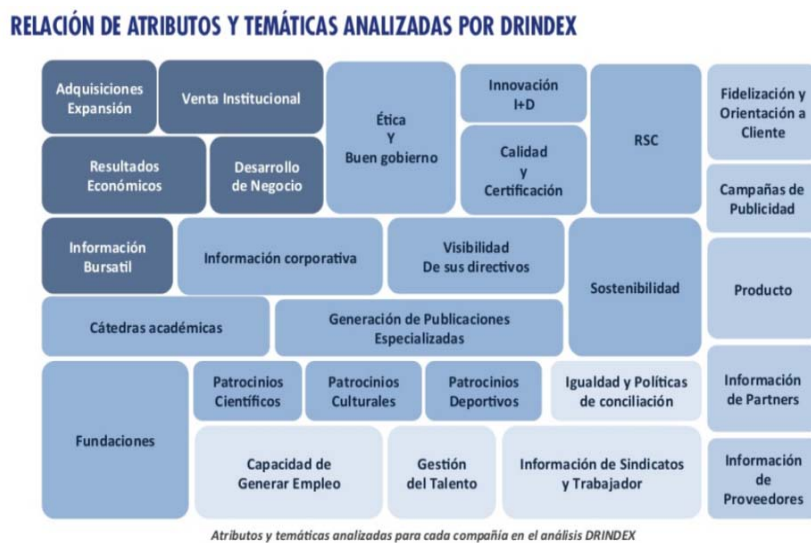 RELACIÓN DE ATRIBUTOS Y TEMÁTICAS ANALIZADAS POR DRINDEX
Adquisiciones
Expansión
Venta Institucional
Ética
Y
Buen gobierno
Innovación
I+D
RSC
Fidelización y
Orientación a
Cliente
Resultados
Económicos
Desarrollo
de Negocio
Calidad
y
Certificación
Campañas de
Publicidad
Información
Bursatil
Información corporativa
Visibilidad
De sus directivos
Sostenibilidad
Producto
Cátedras académicas
Generación de Publicaciones
Especializadas
Fundaciones
Patrocinios
Científicos
Patrocinios
Culturales
Patrocinios
Deportivos
Igualdad y Políticas
de conciliación
Información
de Partners
Capacidad de
Generar Empleo
Gestión
del Talento
Información de Sindicatos
y Trabajador
Información
de
Proveedores
Atributos y temáticas analizadas para cada compañía en el análisis DRINDEX